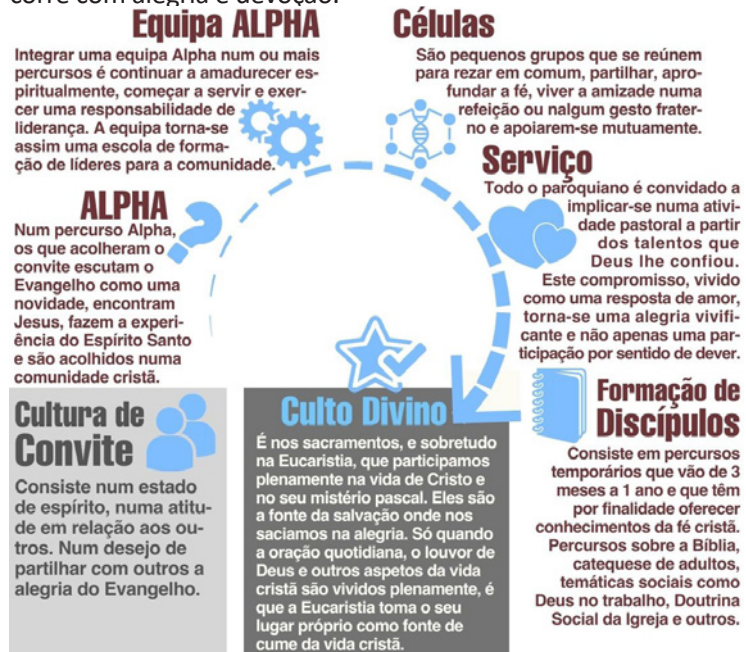 corre com alegria e devoção.
Equipa ALPHA
Integrar uma equipa Alpha num ou mais
percursos é continuar a amadurecer es-
piritualmente, começar a servir e exer-
cer uma responsabilidade de
liderança. A equipa torna-se
assim uma escola de forma-
ção de líderes para a comunidade.
Células
São pequenos grupos que se reúnem
para rezar em comum, partilhar, apro-
fundar a fé, viver a amizade numa
refeição ou nalgum gesto frater-
no e apoiarem-se mutuamente.
ALPHA
Num percurso Alpha,
os que acolheram o
convite escutam o
Evangelho como uma
novidade, encontram
Jesus, fazem a experi-
ência do Espírito Santo
e são acolhidos numa
comunidade cristã.
Serviço
Todo o paroquiano é convidado a
implicar-se numa ativi-
dade pastoral a partir
dos talentos que
Deus lhe confiou.
Este compromisso, vivido
como uma resposta de amor,
torna-se uma alegria vivifi-
cante e não apenas uma par-
ticipação por sentido de dever.
Cultura de
Convite
Consiste num estado
de espírito, numa atitu-
de em relação aos ou-
tros. Num desejo de
partilhar com outros a
alegria do Evangelho.
Culto Divino
É nos sacramentos, e sobretudo
na Eucaristia, que participamos
plenamente na vida de Cristo e
no seu mistério pascal. Eles são
a fonte da salvação onde nos
saciamos na alegria. Só quando
a oração quotidiana, o louvor de
Deus e outros aspetos da vida
cristã são vividos plenamente, é
que a Eucaristia toma o seu
lugar próprio como fonte de
cume da vida cristã.
Formação de
Discípulos
Consiste em percursos
temporários que vão de 3
meses a 1 ano e que têm
por finalidade oferecer
conhecimentos da fé cristã.
Percursos sobre a Bíblia,
catequese de adultos,
temáticas sociais como
Deus no trabalho, Doutrina
Social da Igreja e outros.